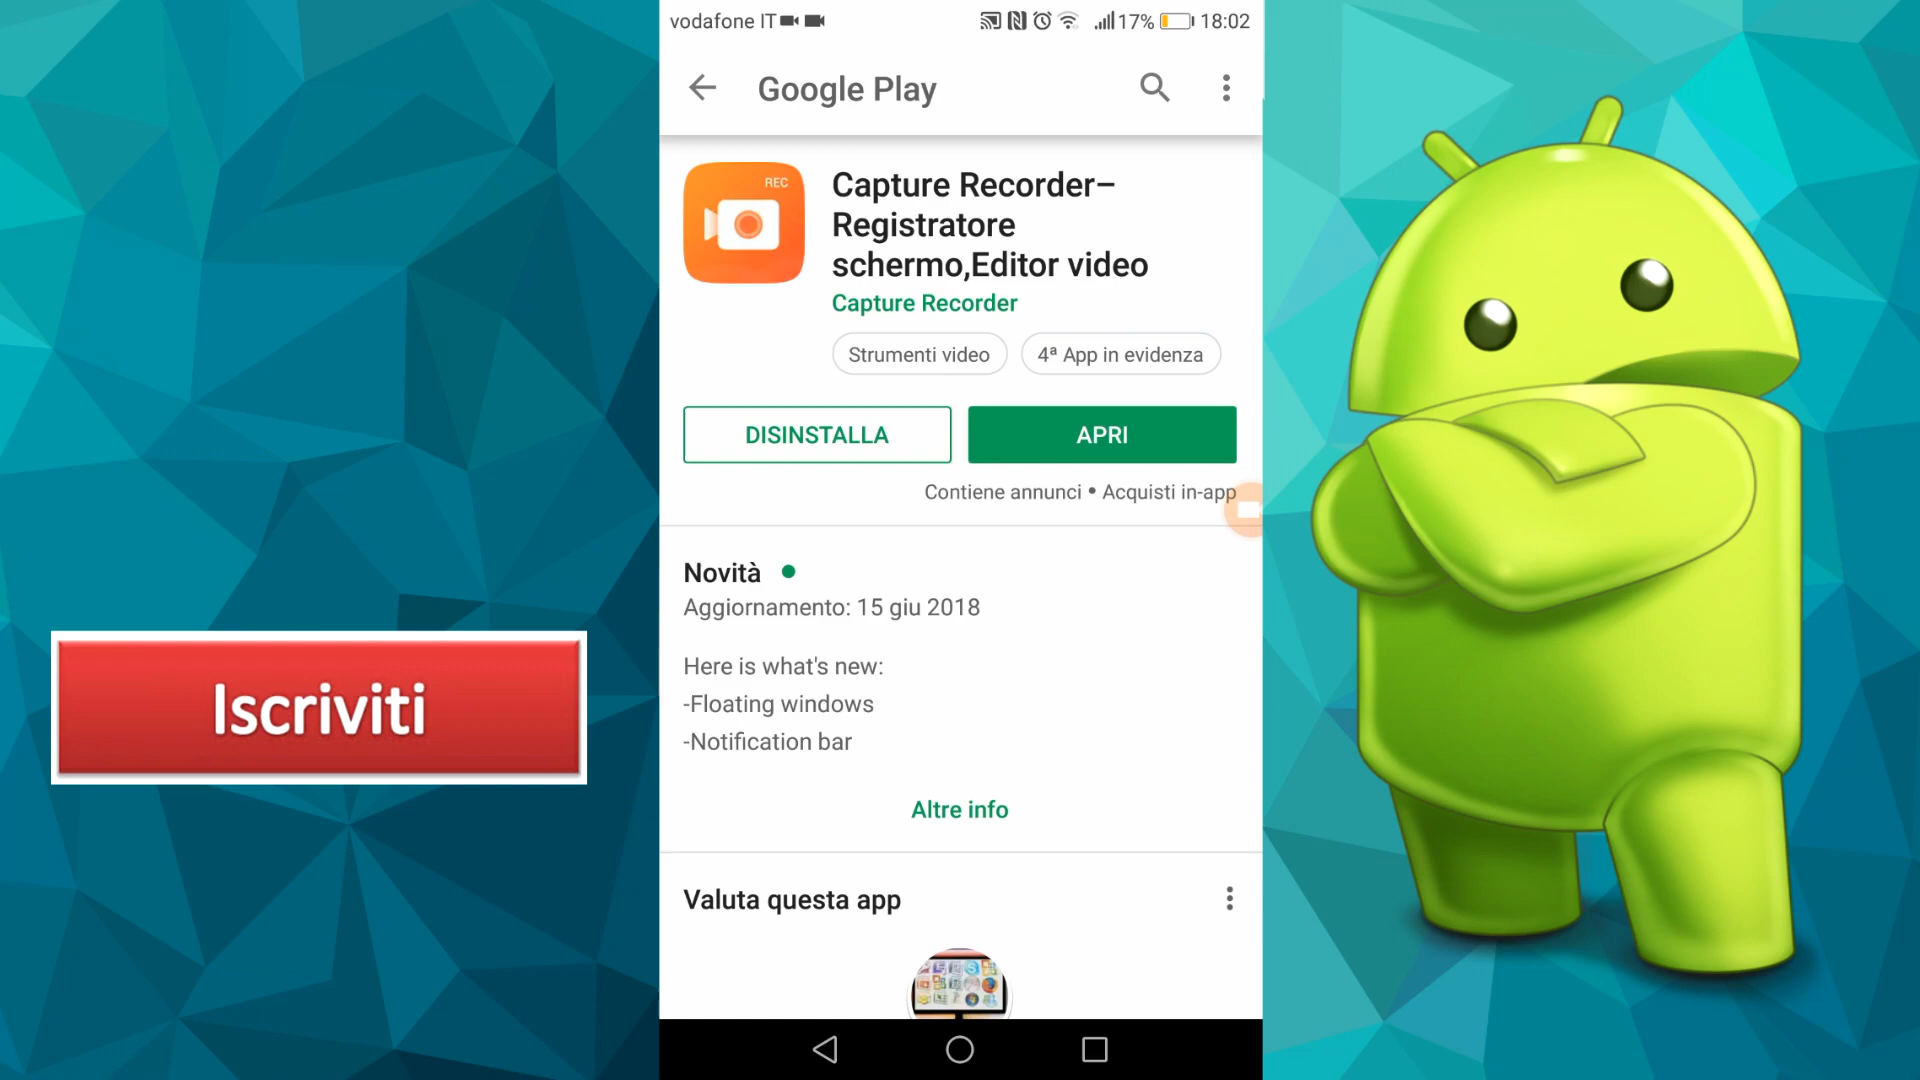 vodafone IT
17% 18:02
Google Play
REC
Capture Recorder–
Registratore
schermo,Editor video
Capture Recorder
Strumenti video
4ª App in evidenza
DISINSTALLA
APRI
Contiene annunci • Acquisti in-app
Novità
Aggiornamento: 15 giu 2018
Here is what's new:
-Floating windows
-Notification bar
Iscriviti
Altre info
Valuta questa app